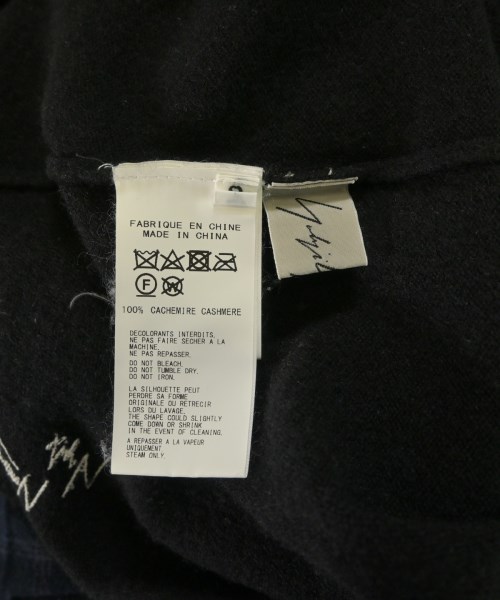 FABRIQUE EN CHINE
MADE IN CHINA
F W
100% CACHEMIRE CASHMERE
DECOLORANTS INTERDITS.
NE PAS FAIRE SECHER A LA
MACHINE.
NE PAS REPASSER.
DO NOT BLEACH.
DO NOT TUMBLE DRY.
DO NOT IRON.
LA SILHOUETTE PEUT
PERDRE SA FORME
ORIGINALE OU RETRECIR
LORS DU LAVAGE.
THE SHAPE COULD SLIGHTLY
COME DOWN OR SHRINK
IN THE EVENT OF CLEANING.
A REPASSER A LA VAPEUR
UNIQUEMENT.
STEAM ONLY.